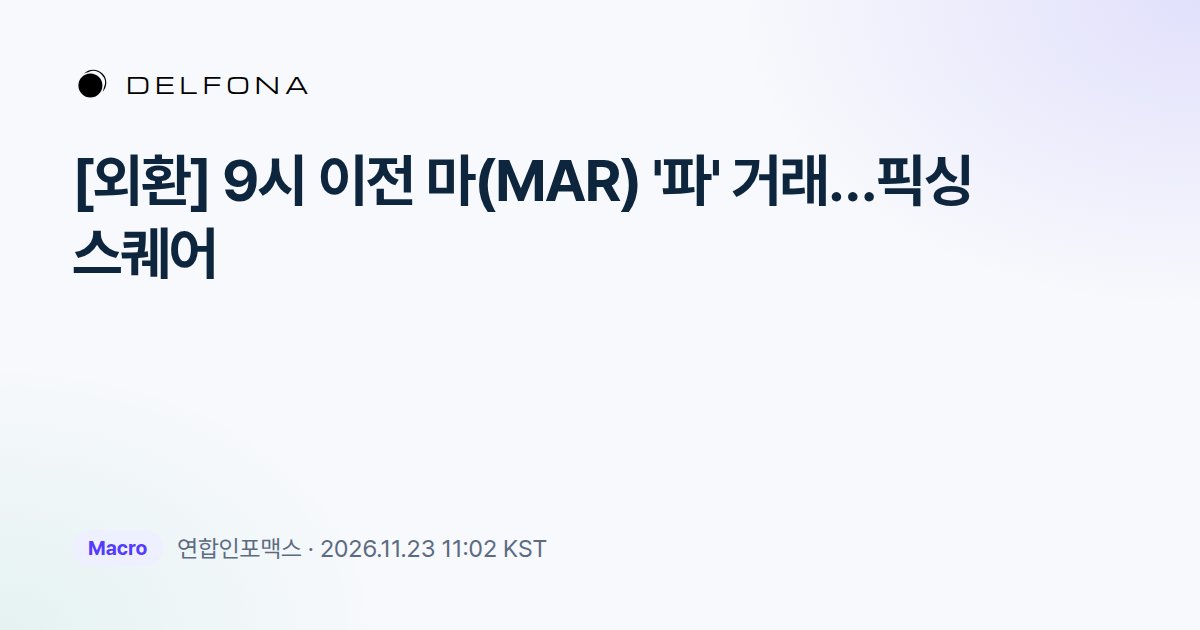 DELFONA
[외환] 9시 이전 마(MAR) '파' 거래…픽싱
스퀘어
Macro 연합인포맥스 · 2026.11.23 11:02 KST